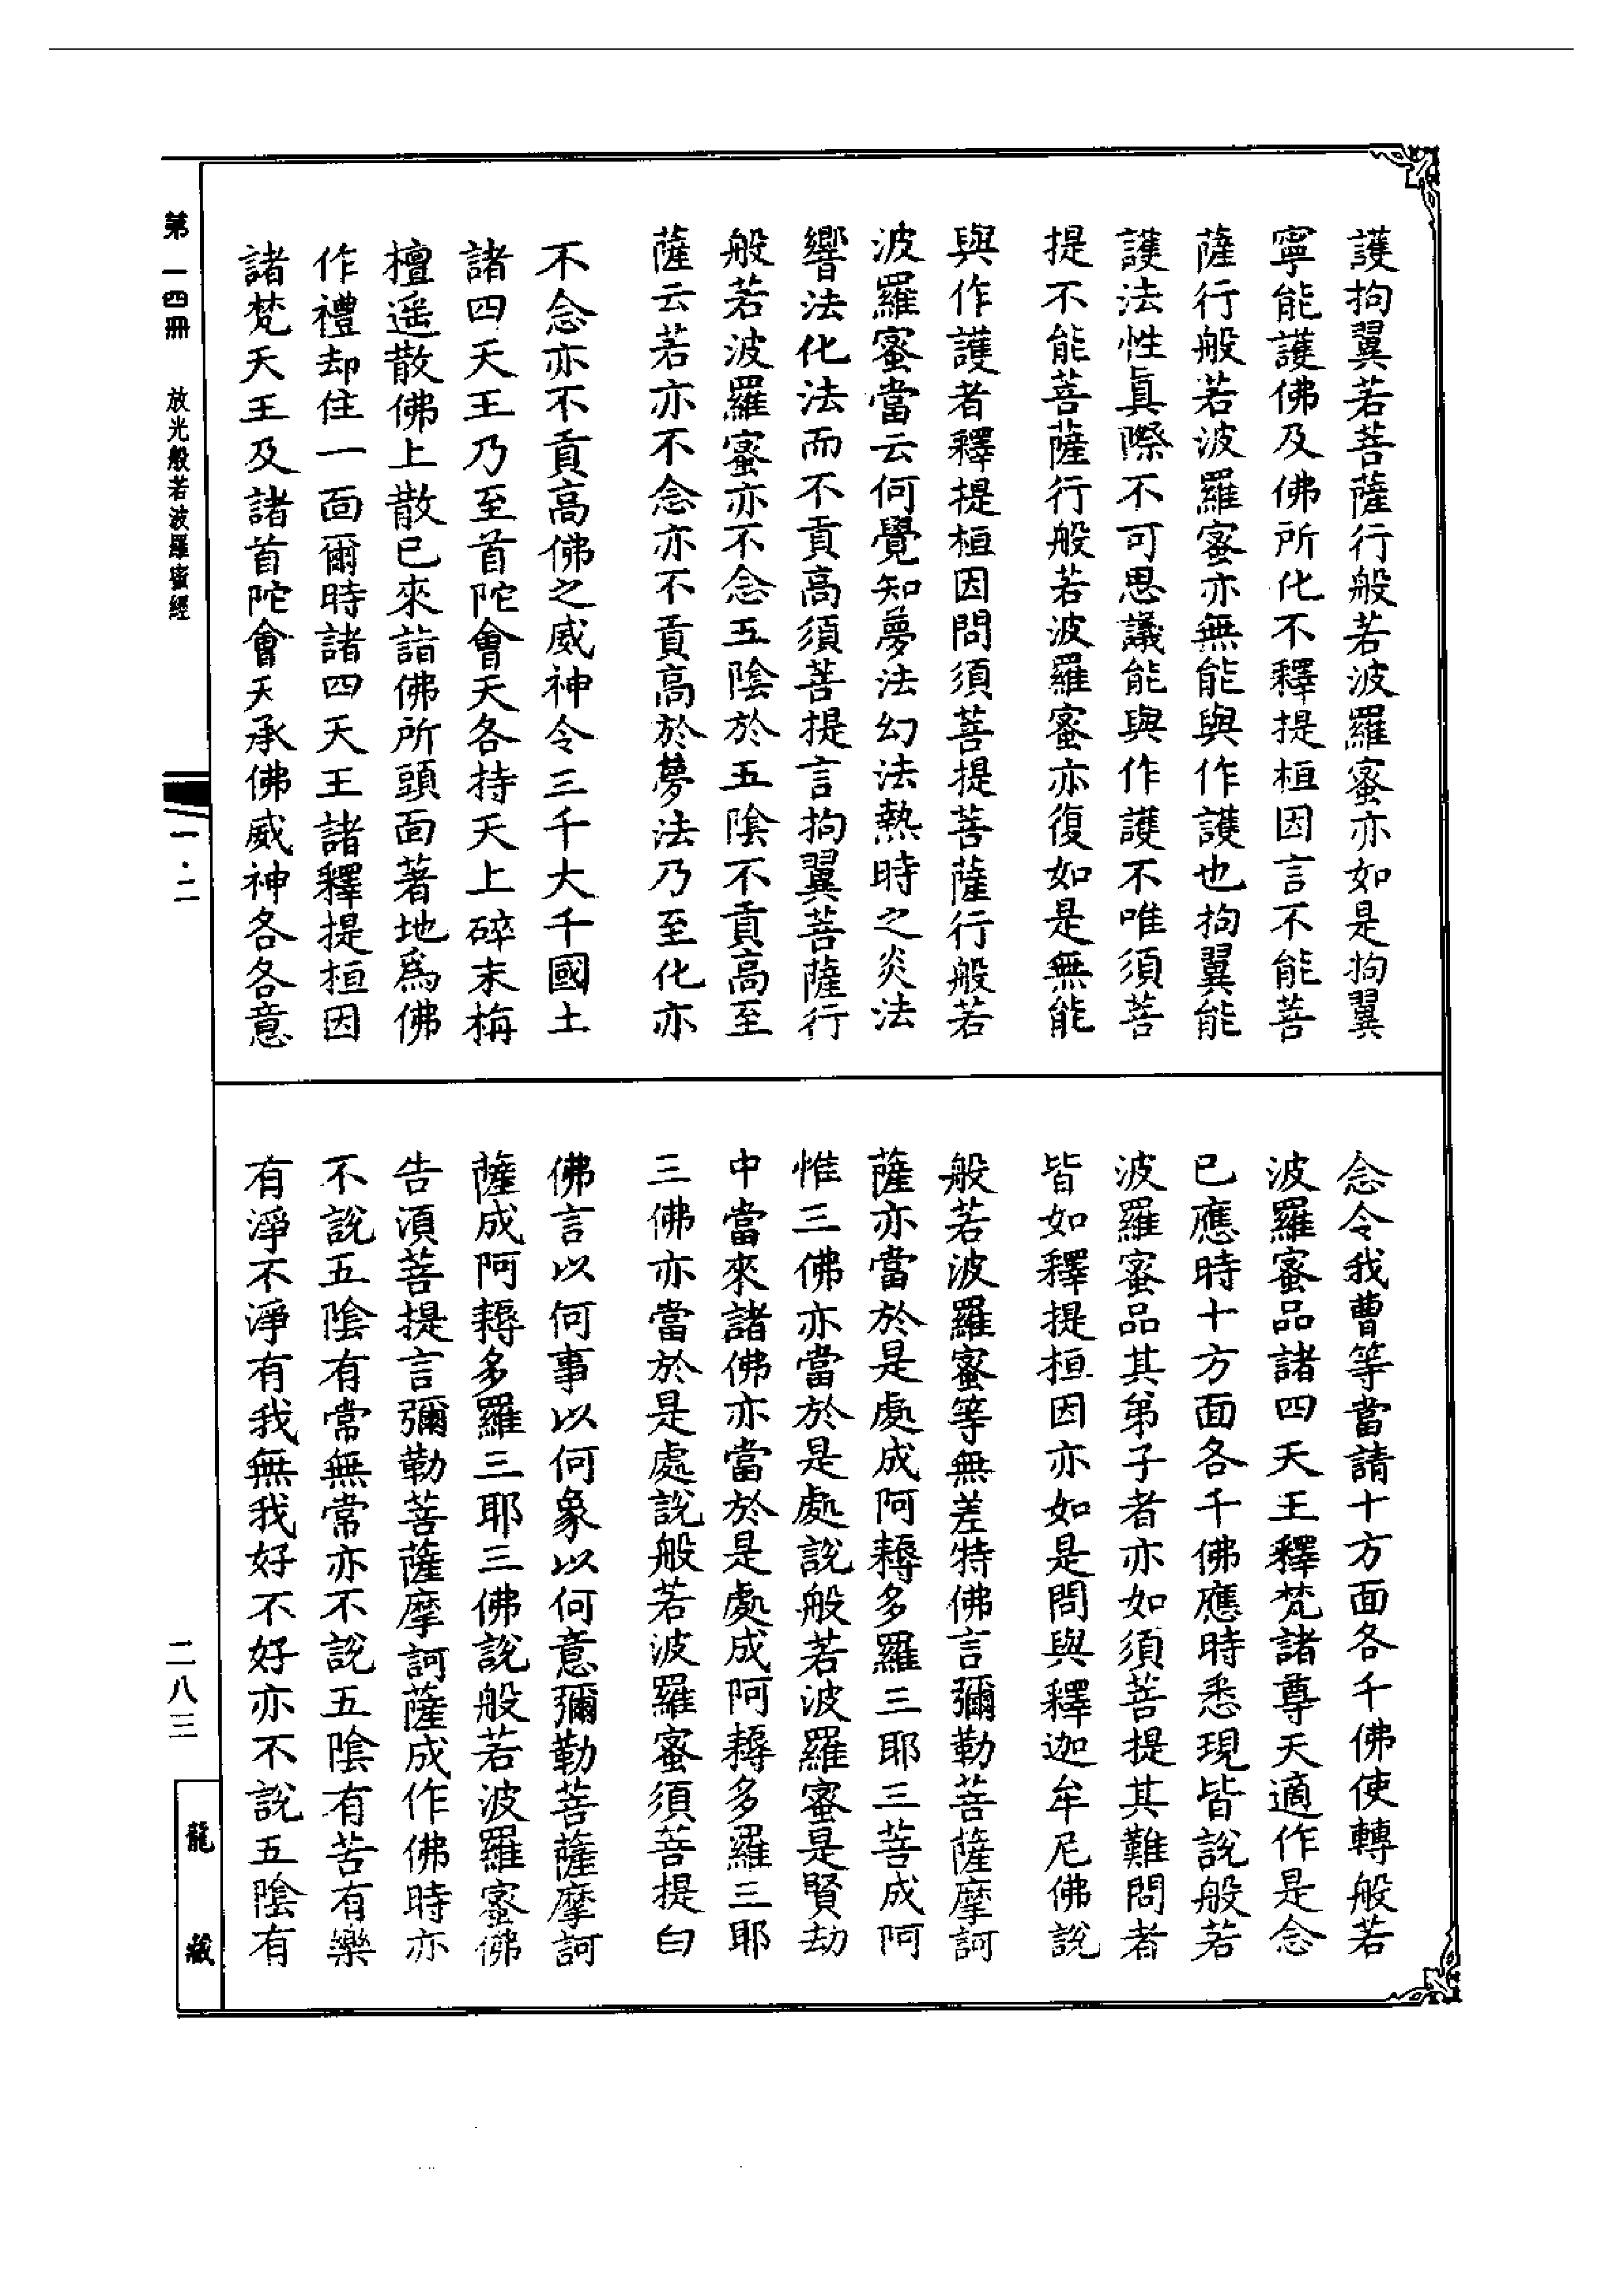 護拘翼若菩薩行般若波羅蜜亦如是拘翼
寧能護佛及佛所化不釋提桓因言不能菩
薩行般若波羅蜜亦無能與作護也拘翼能
護法性眞際不可思議能與作護不唯須菩
提不能菩薩行般若波羅蜜亦復如是無能
與作護者釋提桓因問須菩提菩薩行般若
波羅蜜當云何覺知夢法幻法熱時之炎法
響法化法而不貢高須菩提言拘翼菩薩行
般若波羅蜜亦不念五陰於五陰不貢高至
薩云若亦不念亦不貢高於夢法乃至化亦
不念亦不貢高佛之威神令三千大千國土
諸四天王乃至首陀會天各持天上碎末栴
檀遥散佛上散已來詣佛所頭面著地爲佛
作禮却住一面爾時諸四天王諸釋提桓因
諸梵天王及諸首陀會天承佛威神各各意
念令我曹等當請十方面各千佛使轉般若
波羅蜜品諸四天王釋梵諸尊天適作是念
已應時十方面各千佛應時悉現皆說般若
波羅蜜品其弟子者亦如須菩提其難問者
皆如釋提桓因亦如是問與釋迦牟尼佛說
般若波羅蜜等無差特佛言彌勒菩薩摩訶
薩亦當於是處成阿耨多羅三耶三菩成阿
惟三佛亦當於是處說般若波羅蜜是賢劫
中當來諸佛亦當於是處成阿耨多羅三耶
三佛亦當於是處說般若波羅蜜須菩提白
佛言以何事以何象以何意彌勒菩薩摩訶
薩成阿耨多羅三耶三佛說般若波羅蜜佛
告須菩提言彌勒菩薩摩訶薩成作佛時亦
不說五陰有常無常亦不說五陰有苦有樂
有淨不淨有我無我好不好亦不說五陰有
第一四冊 放光般若波羅蜜經
一·二
二八三
龍藏